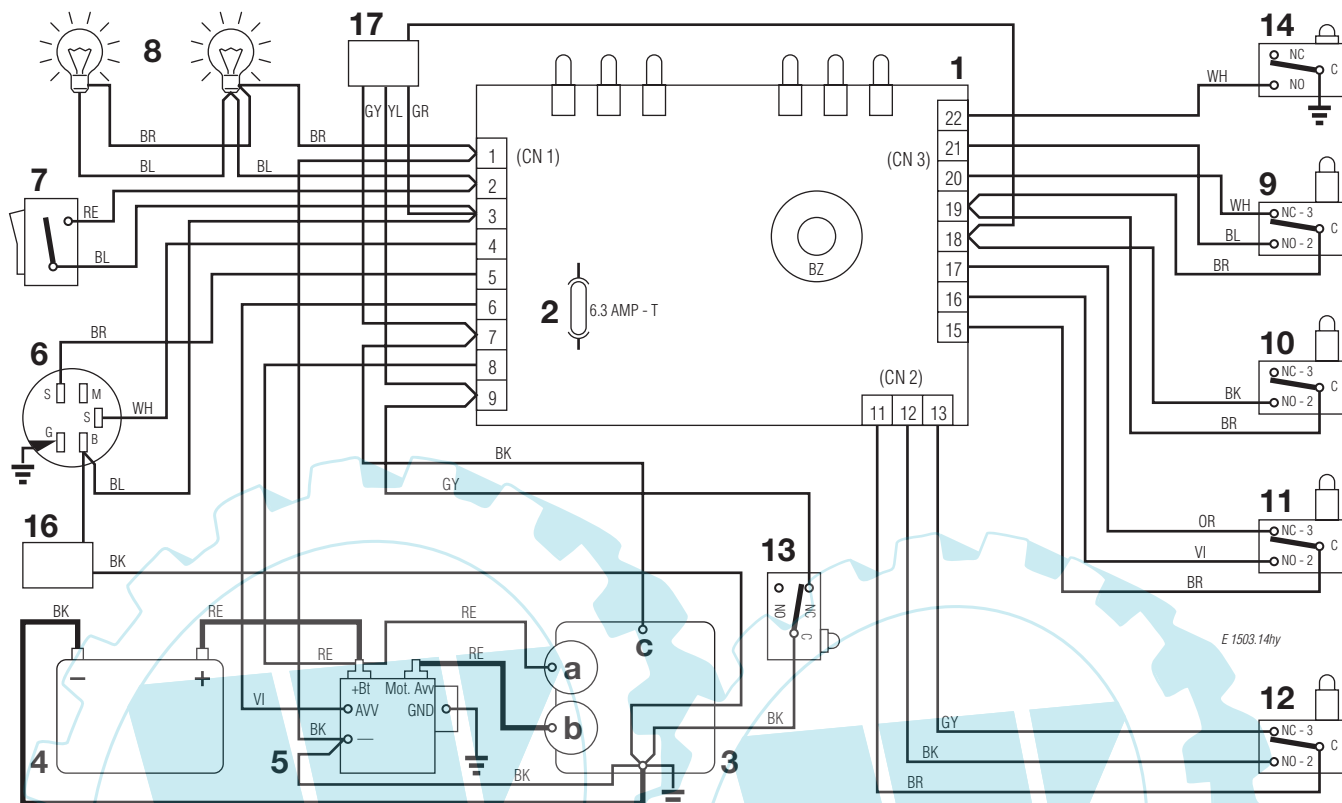 8
17
1
14
NC
C
NO
WH
GY YL GR
BR
BR
BL
BL
1
2
3
4
5
6
7
8
9
(CN 1)
(CN 3)
22
21
20
19
18
17
16
15
BZ
2
6.3 AMP - T
(CN 2)
11
12
13
7
RE
BL
9
WH
NC - 3
C
BL
NO - 2
BR
10
NC - 3
C
BK
NO - 2
BR
6
BR
S
M
S
WH
G
B
BL
16
BK
BK
GY
11
OR
NC - 3
C
VI
NO - 2
BR
13
NO
NC
C
BK
E 1503.14hy
4
BK
RE
–
+
5
RE
RE
RE
+Bt
Mot. Avv
AVV
GND
—
VI
BK
BK
3
a
b
c
12
GY
NC - 3
C
BK
NO - 2
BR